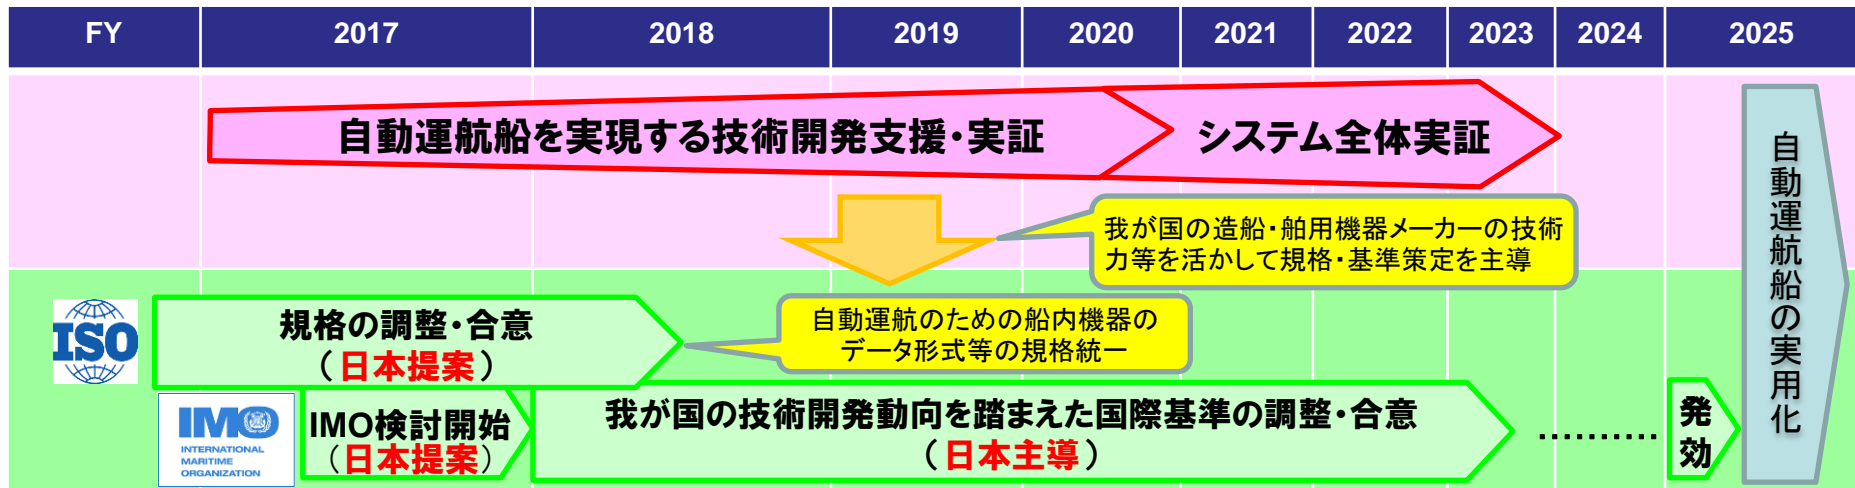 FY 2017 2018 2019 2020 2021 2022 2023 2024 2025
自動運航船を実現する技術開発支援・実証
システム全体実証
我が国の造船・舶用機器メーカーの技術
力等を活かして規格・基準策定を主導
自動運航船の実用化
ISO
規格の調整・合意
（日本提案）
自動運航のための船内機器の
データ形式等の規格統一
IMO
INTERNATIONAL
MARITIME
ORGANIZATION
IMO検討開始
（日本提案）
我が国の技術開発動向を踏まえた国際基準の調整・合意
（日本主導）
………
発効